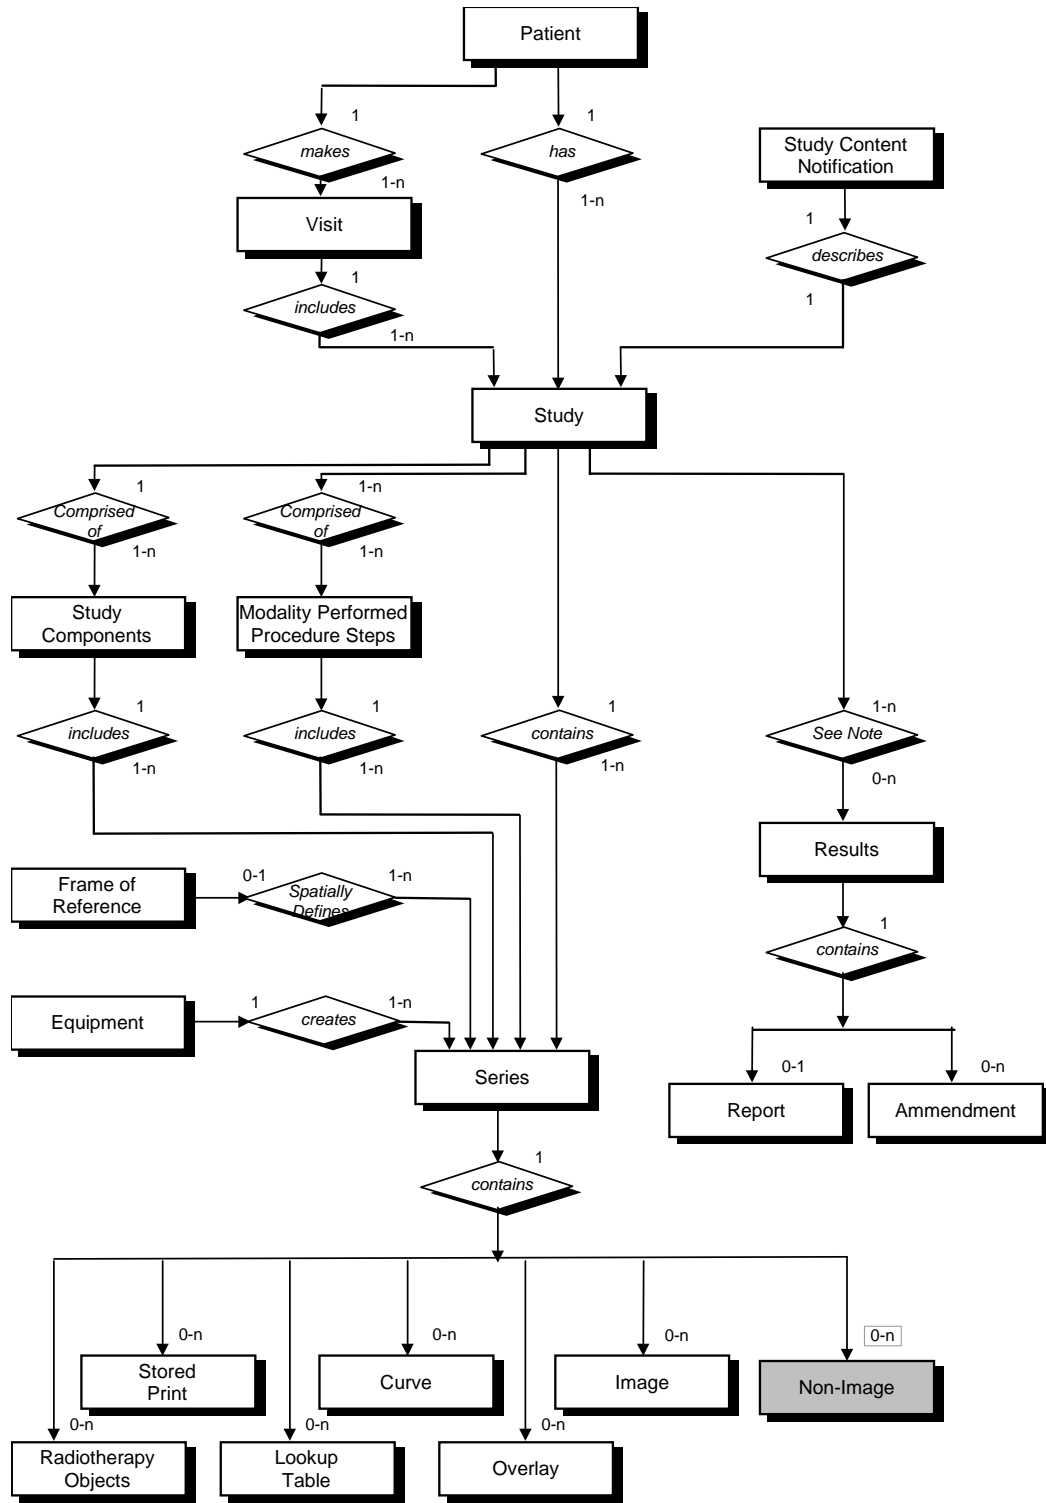 Patient
1
1
makes
has
Study Content
Notification
1-n
1-n
Visit
1
describes
1
1
includes
1-n
Study
1
1-n
Comprised
of
Comprised
of
1-n
1-n
Study
Components
Modality Performed
Procedure Steps
1
1
1
1-n
includes
includes
contains
See Note
1-n
1-n
1-n
0-n
Results
Frame of
Reference
0-1
Spatially
Defines
1-n
1
contains
Equipment
1
creates
1-n
Series
0-1
0-n
Report
Ammendment
1
contains
0-n
0-n
0-n
0-n
Stored
Print
Curve
Image
Non-Image
0-n
0-n
0-n
Radiotherapy
Objects
Lookup
Table
Overlay